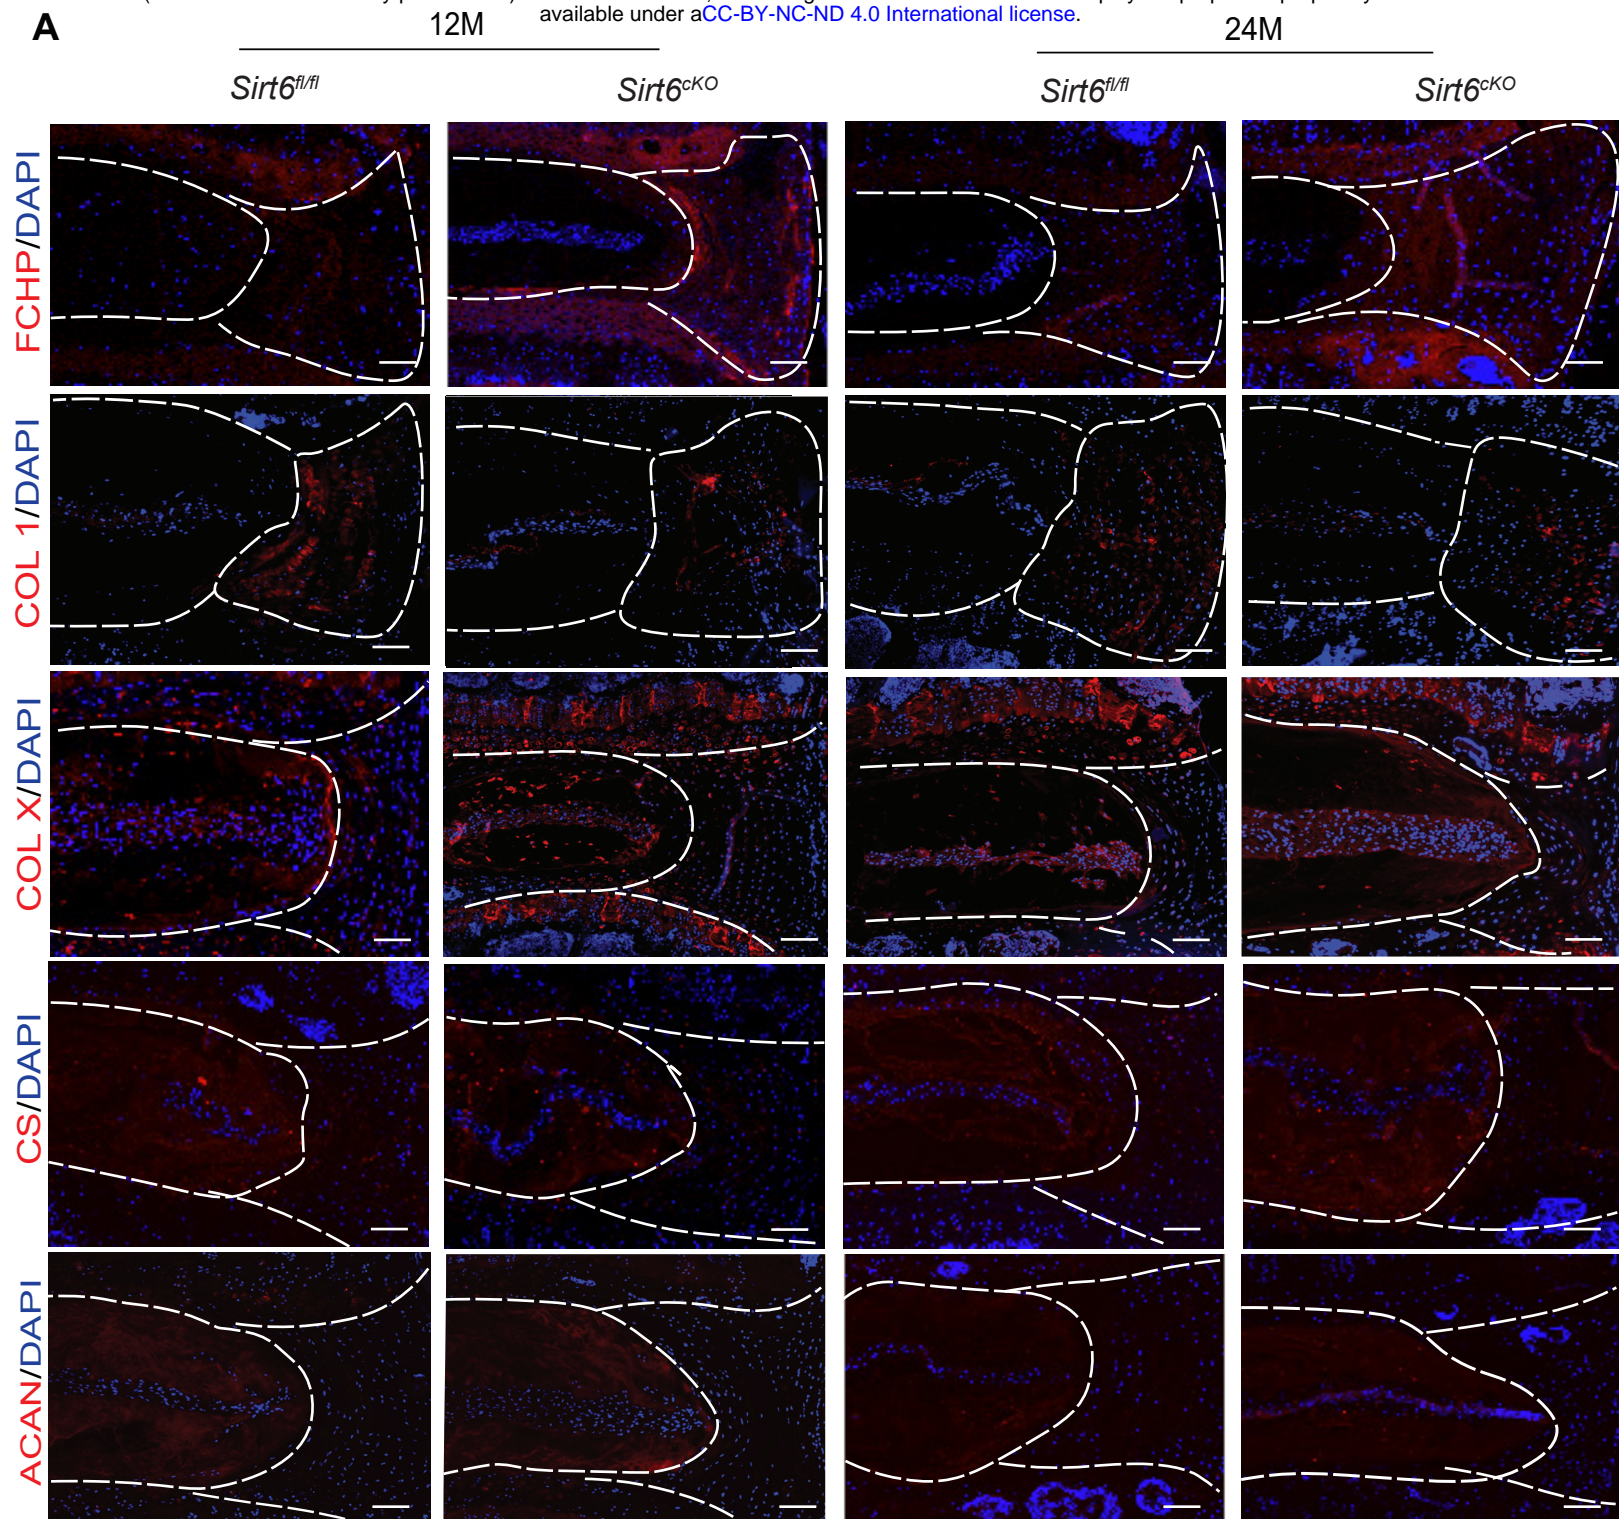 available under aCC-BY-NC-ND 4.0 International license.
A
12M
24M
Sirt6fl/fl
Sirt6cKO
Sirt6fl/fl
Sirt6cKO
FCHP/DAPI
COL 1/DAPI
COL X/DAPI
CS/DAPI
ACAN/DAPI